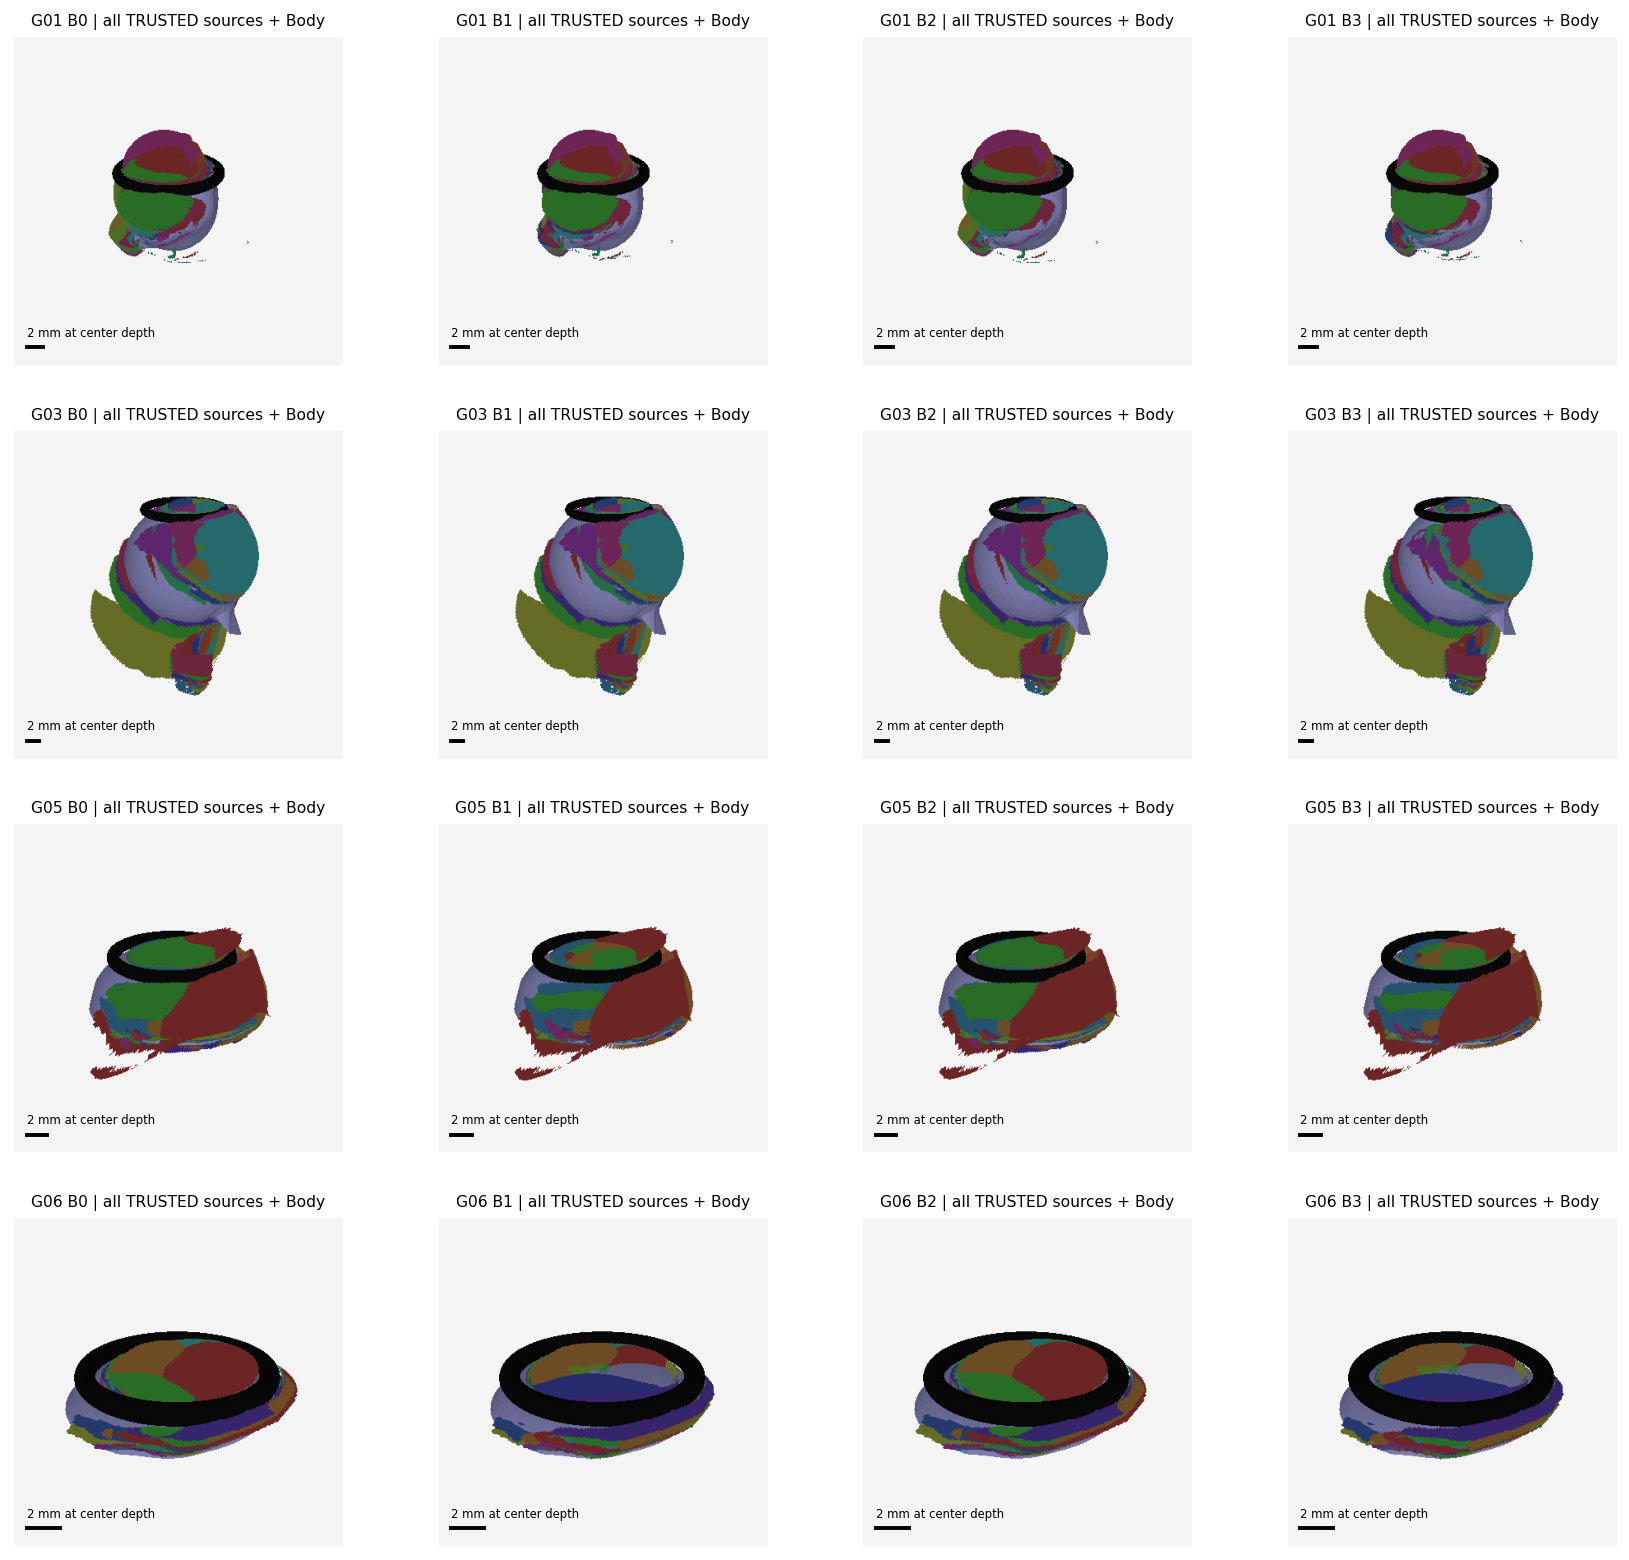 G01 B0 | all TRUSTED sources + Body
G01 B1 | all TRUSTED sources + Body
G01 B2 | all TRUSTED sources + Body
G01 B3 | all TRUSTED sources + Body
2 mm at center depth
2 mm at center depth
2 mm at center depth
2 mm at center depth
G03 B0 | all TRUSTED sources + Body
G03 B1 | all TRUSTED sources + Body
G03 B2 | all TRUSTED sources + Body
G03 B3 | all TRUSTED sources + Body
2 mm at center depth
2 mm at center depth
2 mm at center depth
2 mm at center depth
G05 B0 | all TRUSTED sources + Body
G05 B1 | all TRUSTED sources + Body
G05 B2 | all TRUSTED sources + Body
G05 B3 | all TRUSTED sources + Body
2 mm at center depth
2 mm at center depth
2 mm at center depth
2 mm at center depth
G06 B0 | all TRUSTED sources + Body
G06 B1 | all TRUSTED sources + Body
G06 B2 | all TRUSTED sources + Body
G06 B3 | all TRUSTED sources + Body
2 mm at center depth
2 mm at center depth
2 mm at center depth
2 mm at center depth